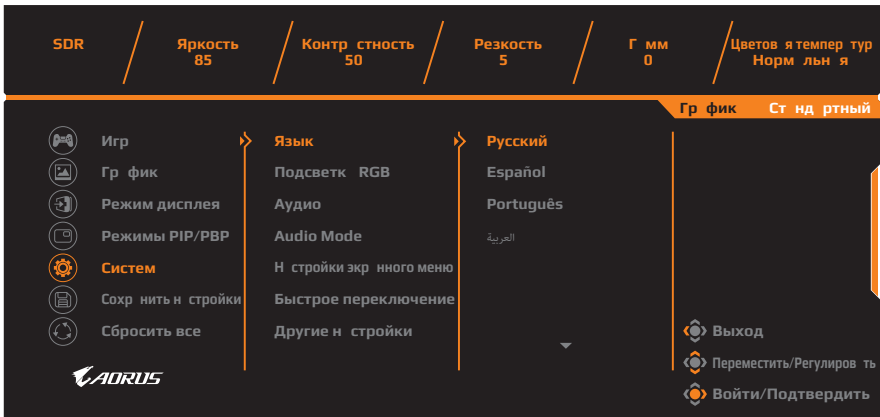 SDR
Яркость
85
Контр стность
50
Резкость
5
Г мм
0
Цветов я темпер тур
Норм льн я
Гр фик Ст нд ртный
Игр
Гр фик
Режим дисплея
Режимы PIP/PBP
Систем
Сохр нить н стройки
Сбросить все
Язык
Подсветк RGB
Аудио
Audio Mode
Н стройки экр нного меню
Быстрое переключение
Другие н стройки
Русский
Español
Português
العربية
Выход
Переместить/Регулиров ть
Войти/Подтвердить
AORUS